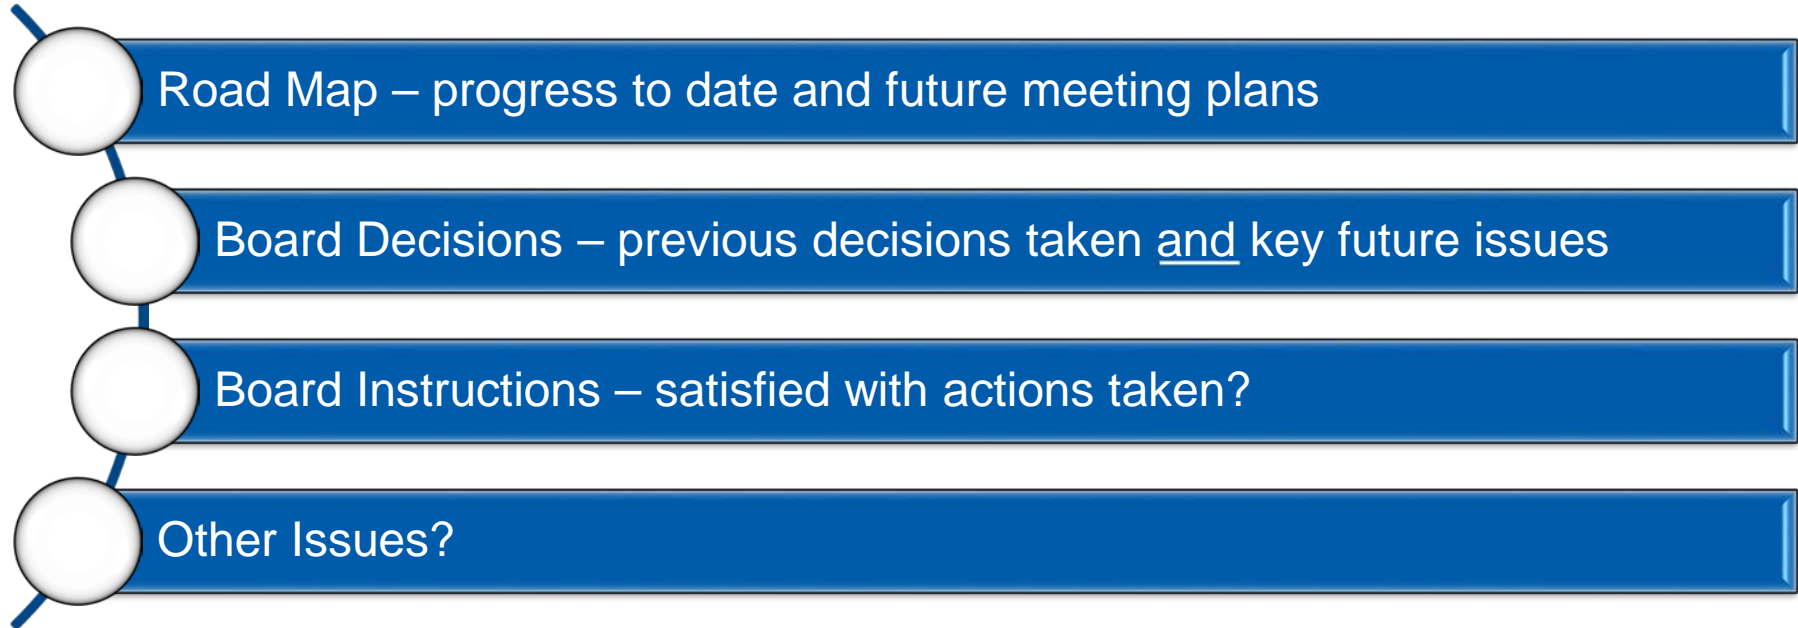 Road Map – progress to date and future meeting plans
Board Decisions – previous decisions taken and key future issues
Board Instructions – satisfied with actions taken?
Other Issues?